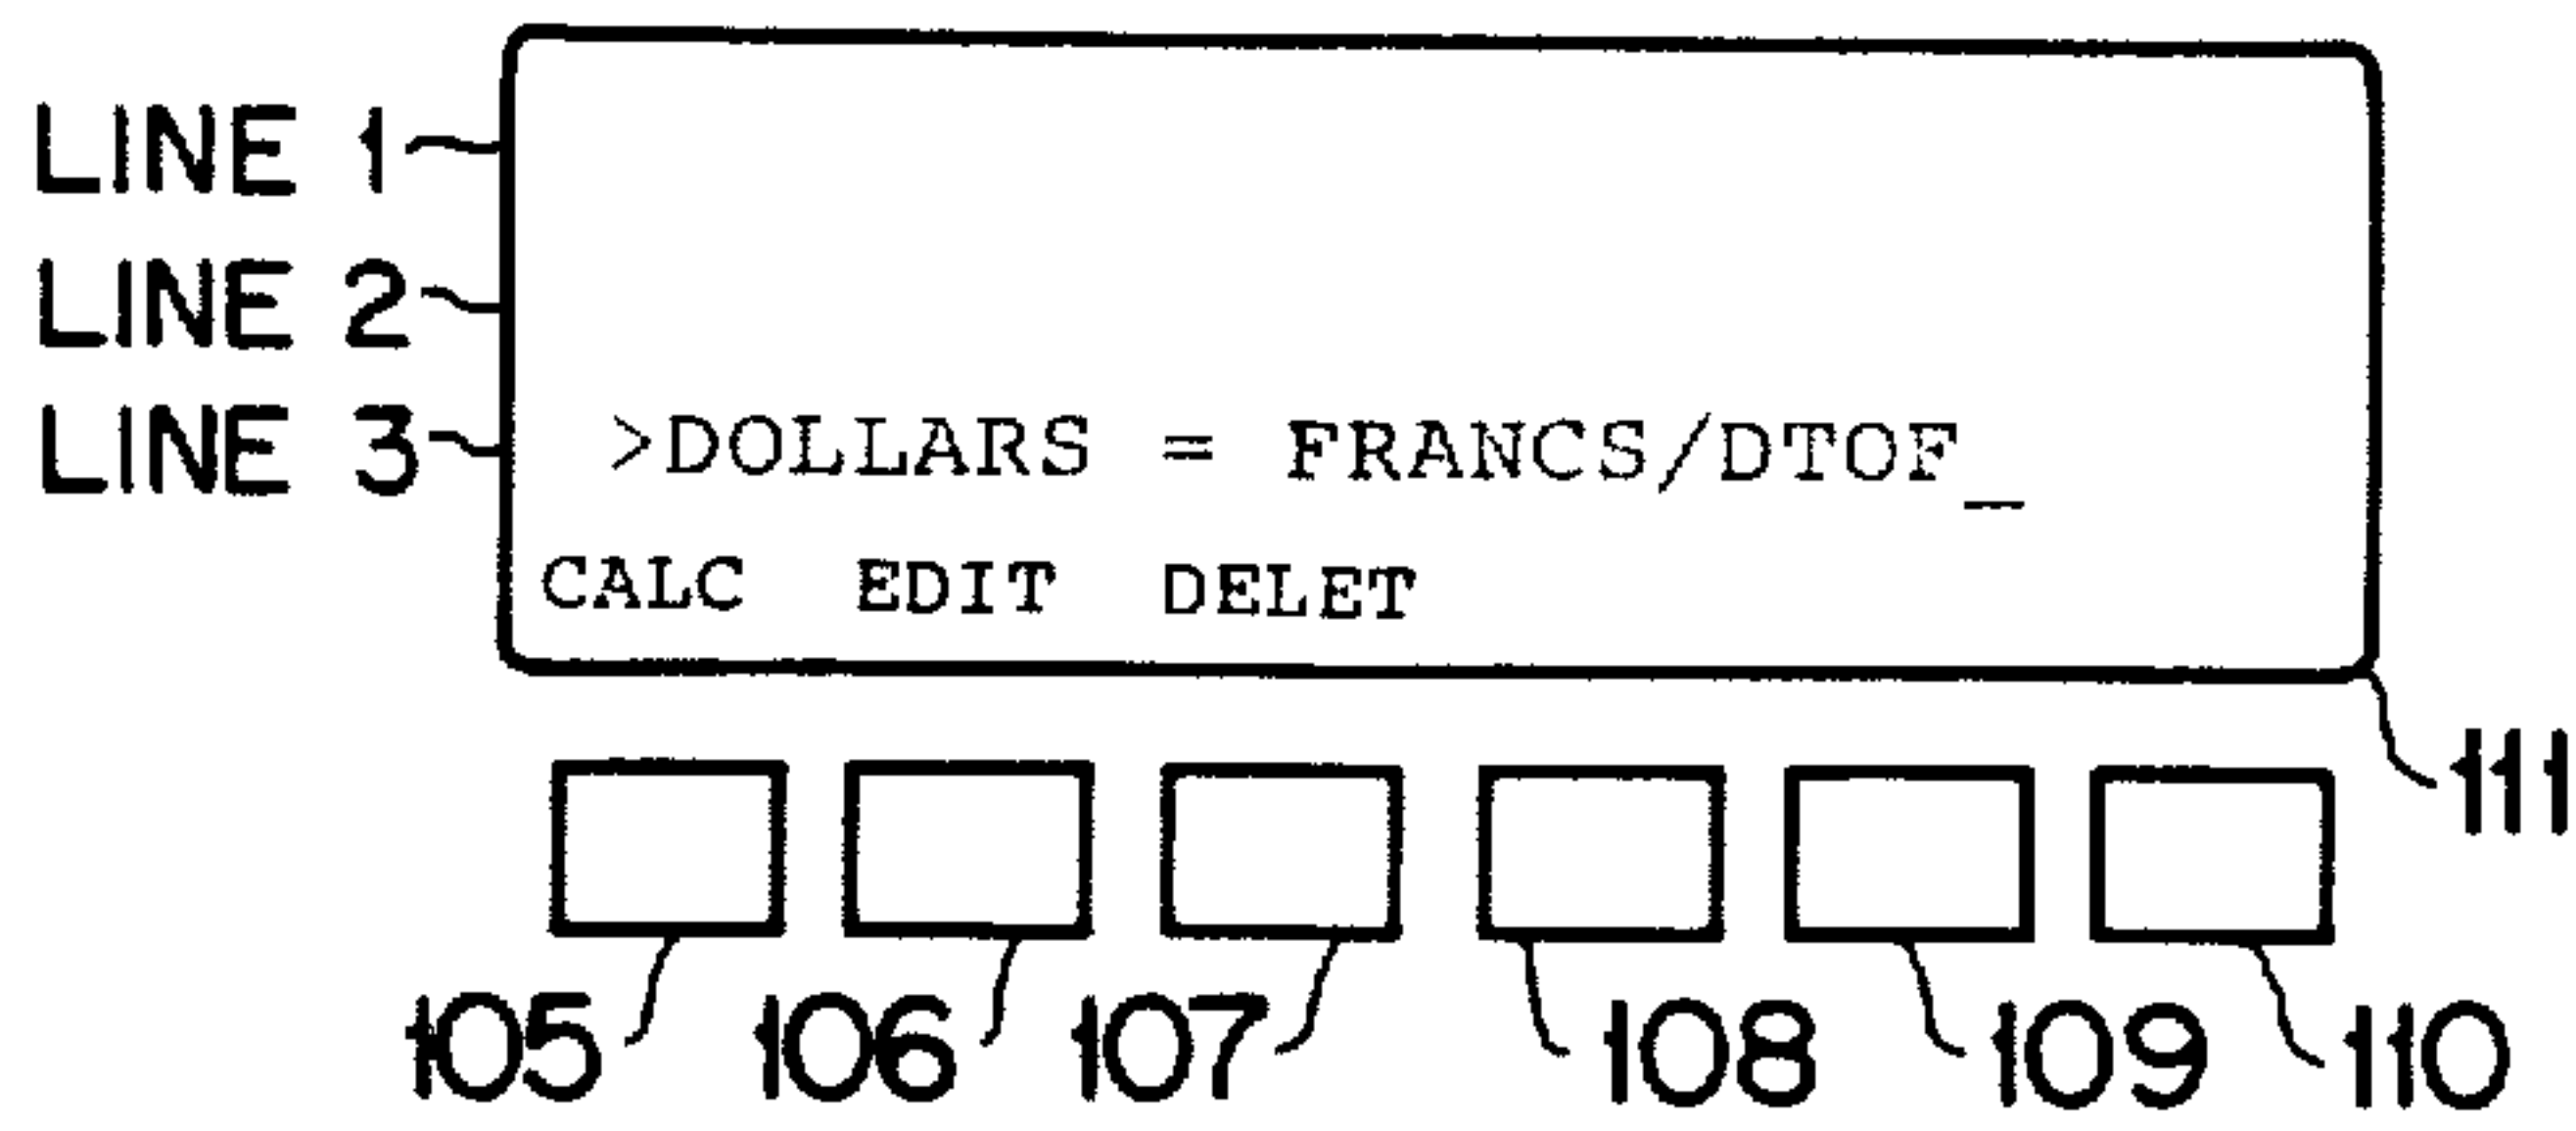 LINE 1
LINE 2
LINE 3 >DOLLARS = FRANCS/DTOF_
CALC EDIT DELET
111
105 106 107 108 109 110